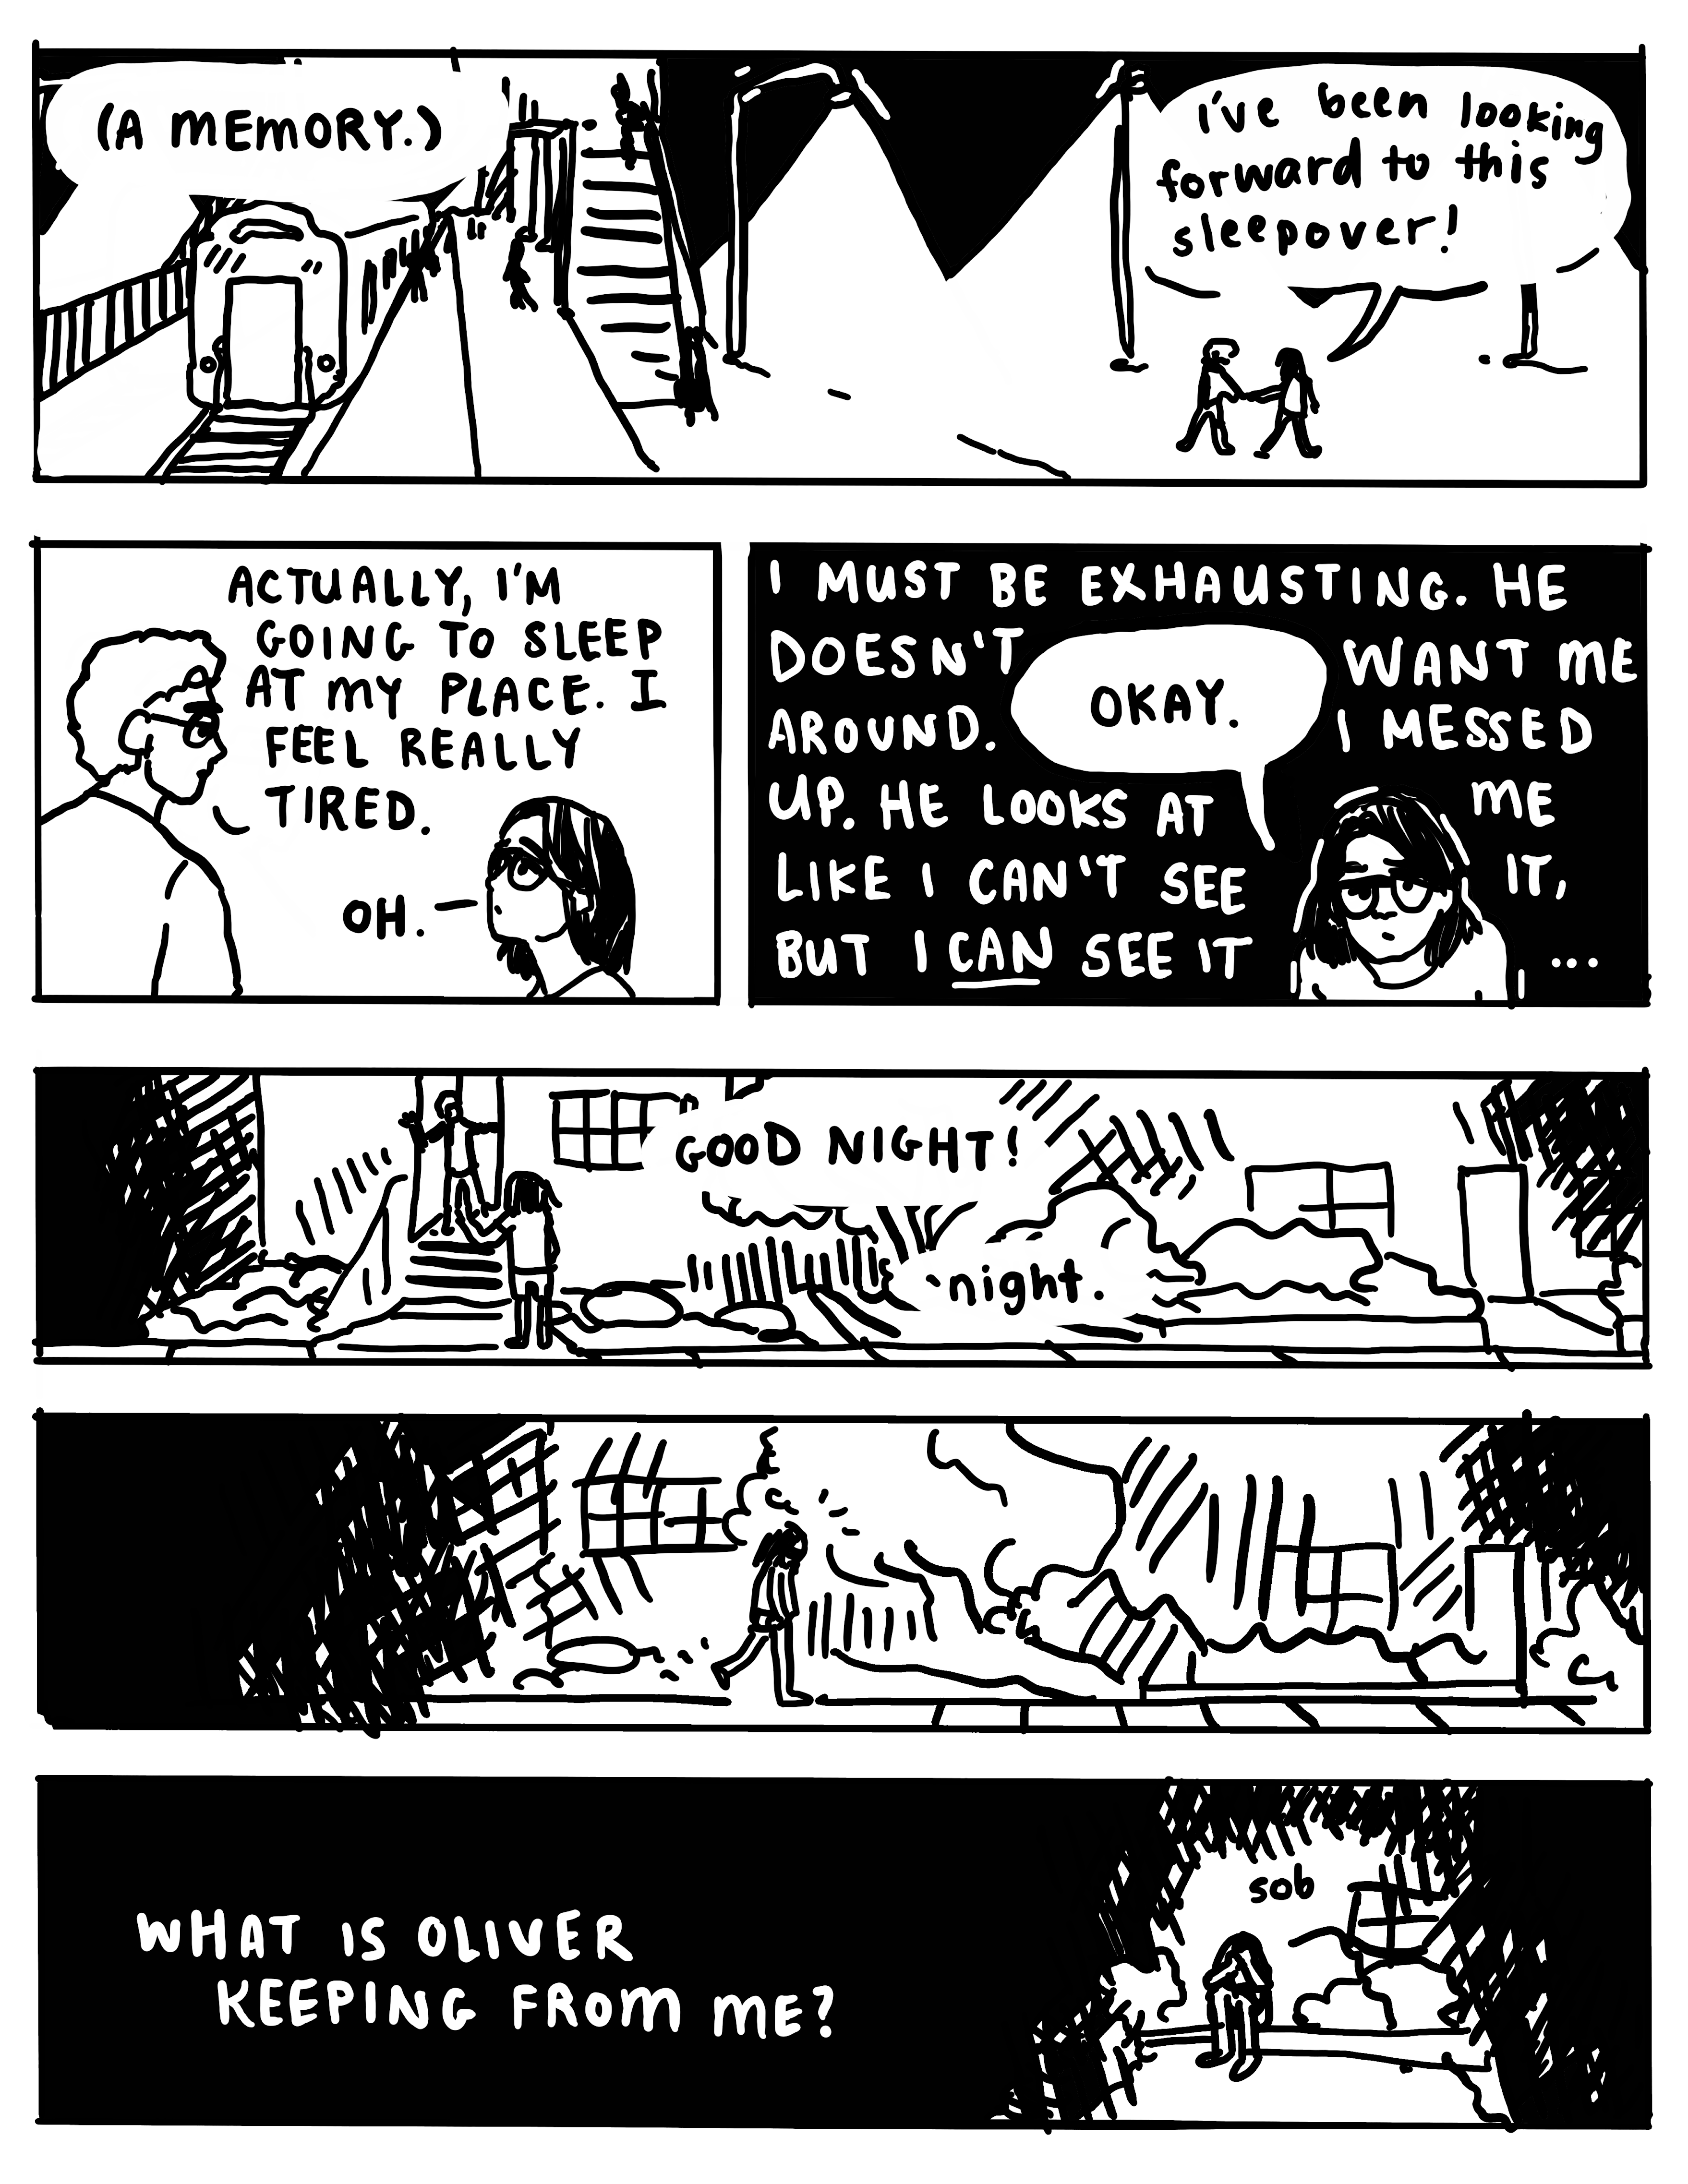 (A MEMORY.)
i've been looking
forward to this
sleepover!
ACTUALLY, I'M
GOING TO SLEEP
AT MY PLACE. I
FEEL REALLY
TIRED.
OH.
I MUST BE EXHAUSTING. HE
DOESN'T WANT ME
AROUND. I MESSED
UP. HE LOOKS AT ME
LIKE I CAN'T SEE IT,
BUT I CAN SEE IT ...
OKAY.
GOOD NIGHT!
'night.
sob
WHAT IS OLIVER
KEEPING FROM ME?